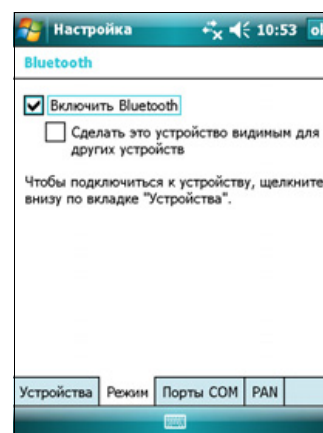 Настройка 10:53 ok
Bluetooth
Включить Bluetooth
Сделать это устройство видимым для
других устройств
Чтобы подключиться к устройству, щелкните
внизу по вкладке "Устройства".
Устройства Режим Порты COM PAN